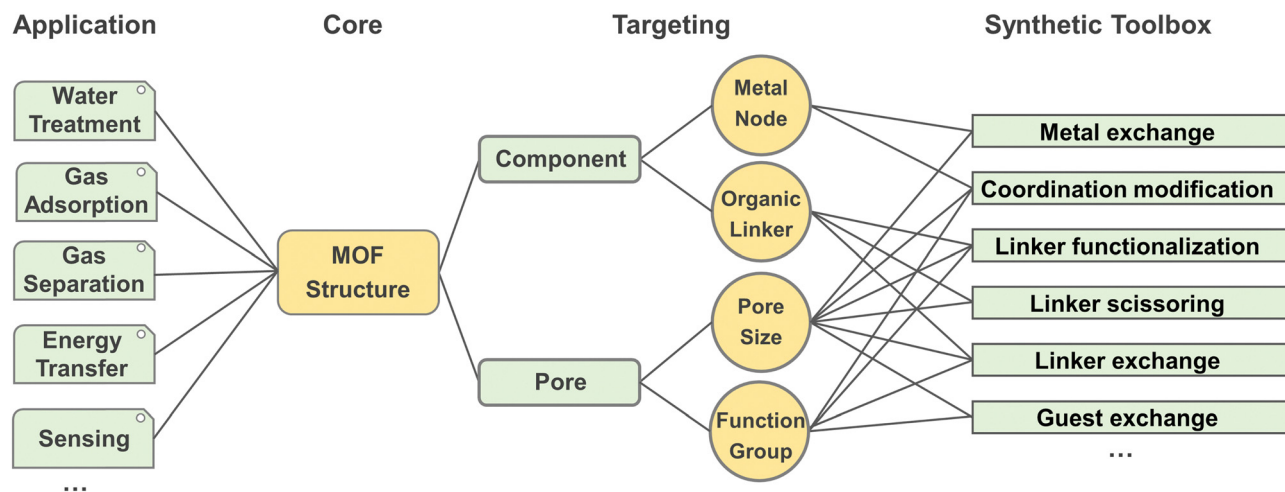 Application
Core
Targeting
Synthetic Toolbox
Water
Treatment
Gas
Adsorption
Gas
Separation
Energy
Transfer
Sensing
…
MOF
Structure
Component
Pore
Metal
Node
Organic
Linker
Pore
Size
Function
Group
Metal exchange
Coordination modification
Linker functionalization
Linker scissoring
Linker exchange
Guest exchange
…